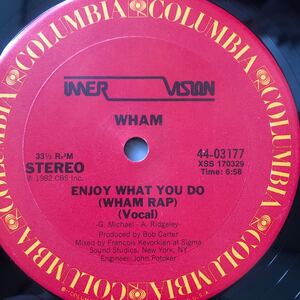 COLUMBIA COLUMBIA COLUMBIA
INNER VISION
WHAM
33⅓ RPM
STEREO
℗ 1982 CBS Inc.
44-03177
XSS 170329
Time: 6:58
ENJOY WHAT YOU DO
(WHAM RAP)
(Vocal)
G. Michael - A. Ridgeley
Produced by Bob Carter
Mixed by Francois Kevorkian at Sigma
Sound Studios, New York, NY
Engineer: John Potoker